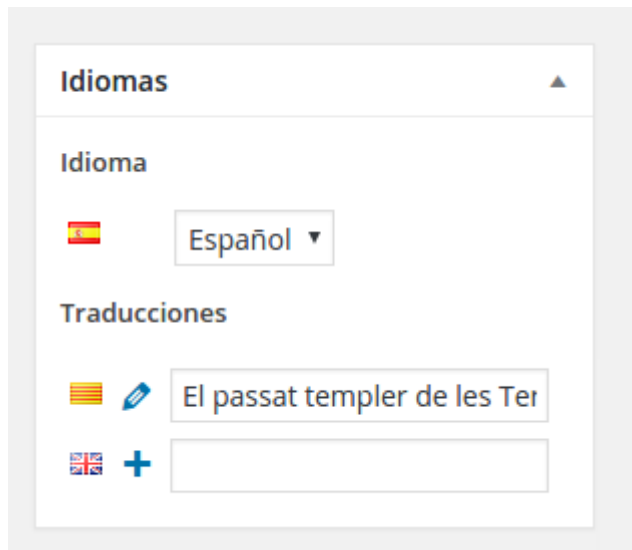 Idiomas
Idioma
Español
Traducciones
El passat templer de les Ter